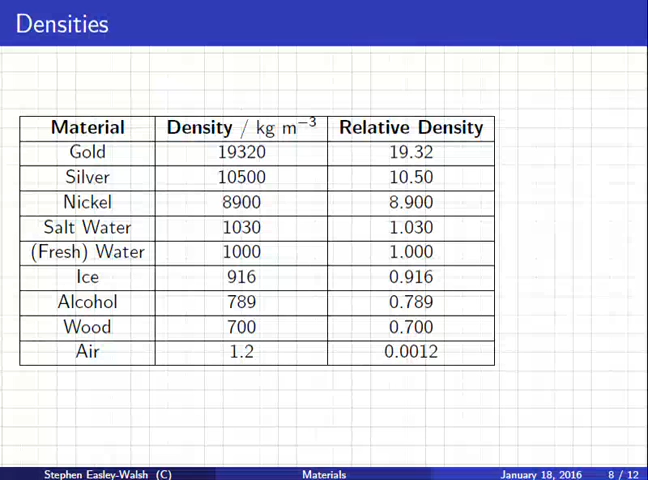 Densities
Material Density / kg m⁻³ Relative Density
Gold 19320 19.32
Silver 10500 10.50
Nickel 8900 8.900
Salt Water 1030 1.030
(Fresh) Water 1000 1.000
Ice 916 0.916
Alcohol 789 0.789
Wood 700 0.700
Air 1.2 0.0012
Stephen Easley-Walsh (C) Materials January 18, 2016 8 / 12